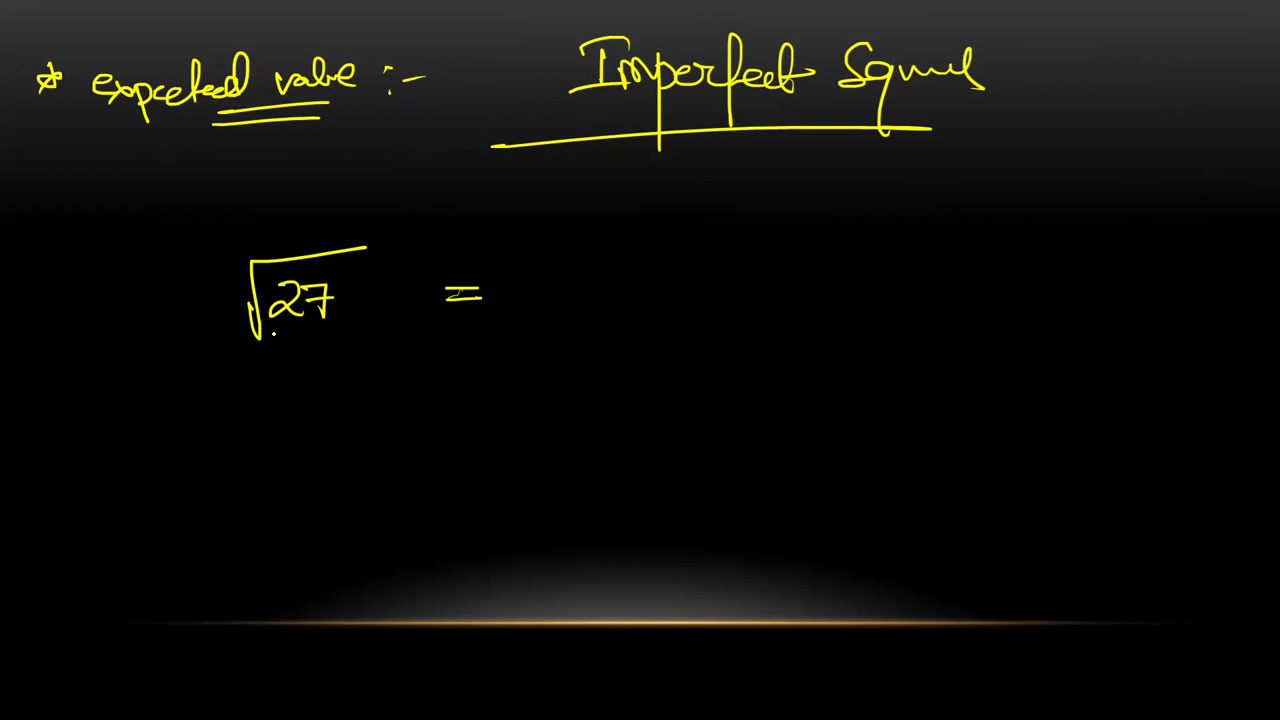 * expected value :- Imperfect Square
√27 =